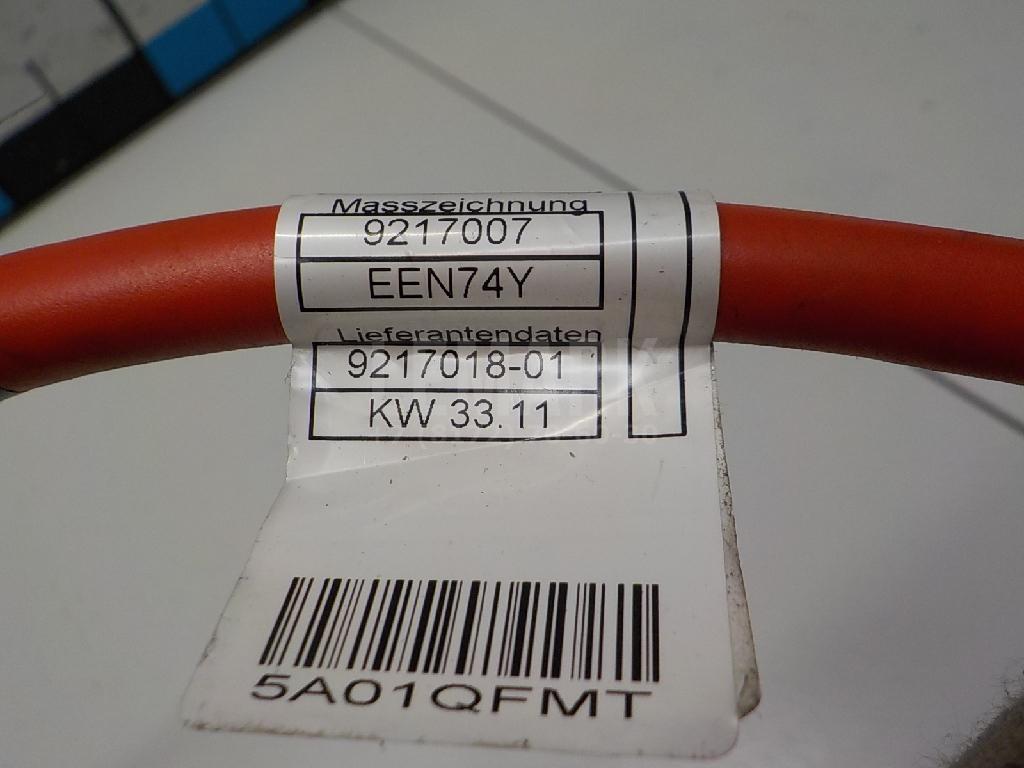 Masszeichnung
9217007
EEN74Y
Lieferantendaten
9217018-01
KW 33.11
5A01QFMT